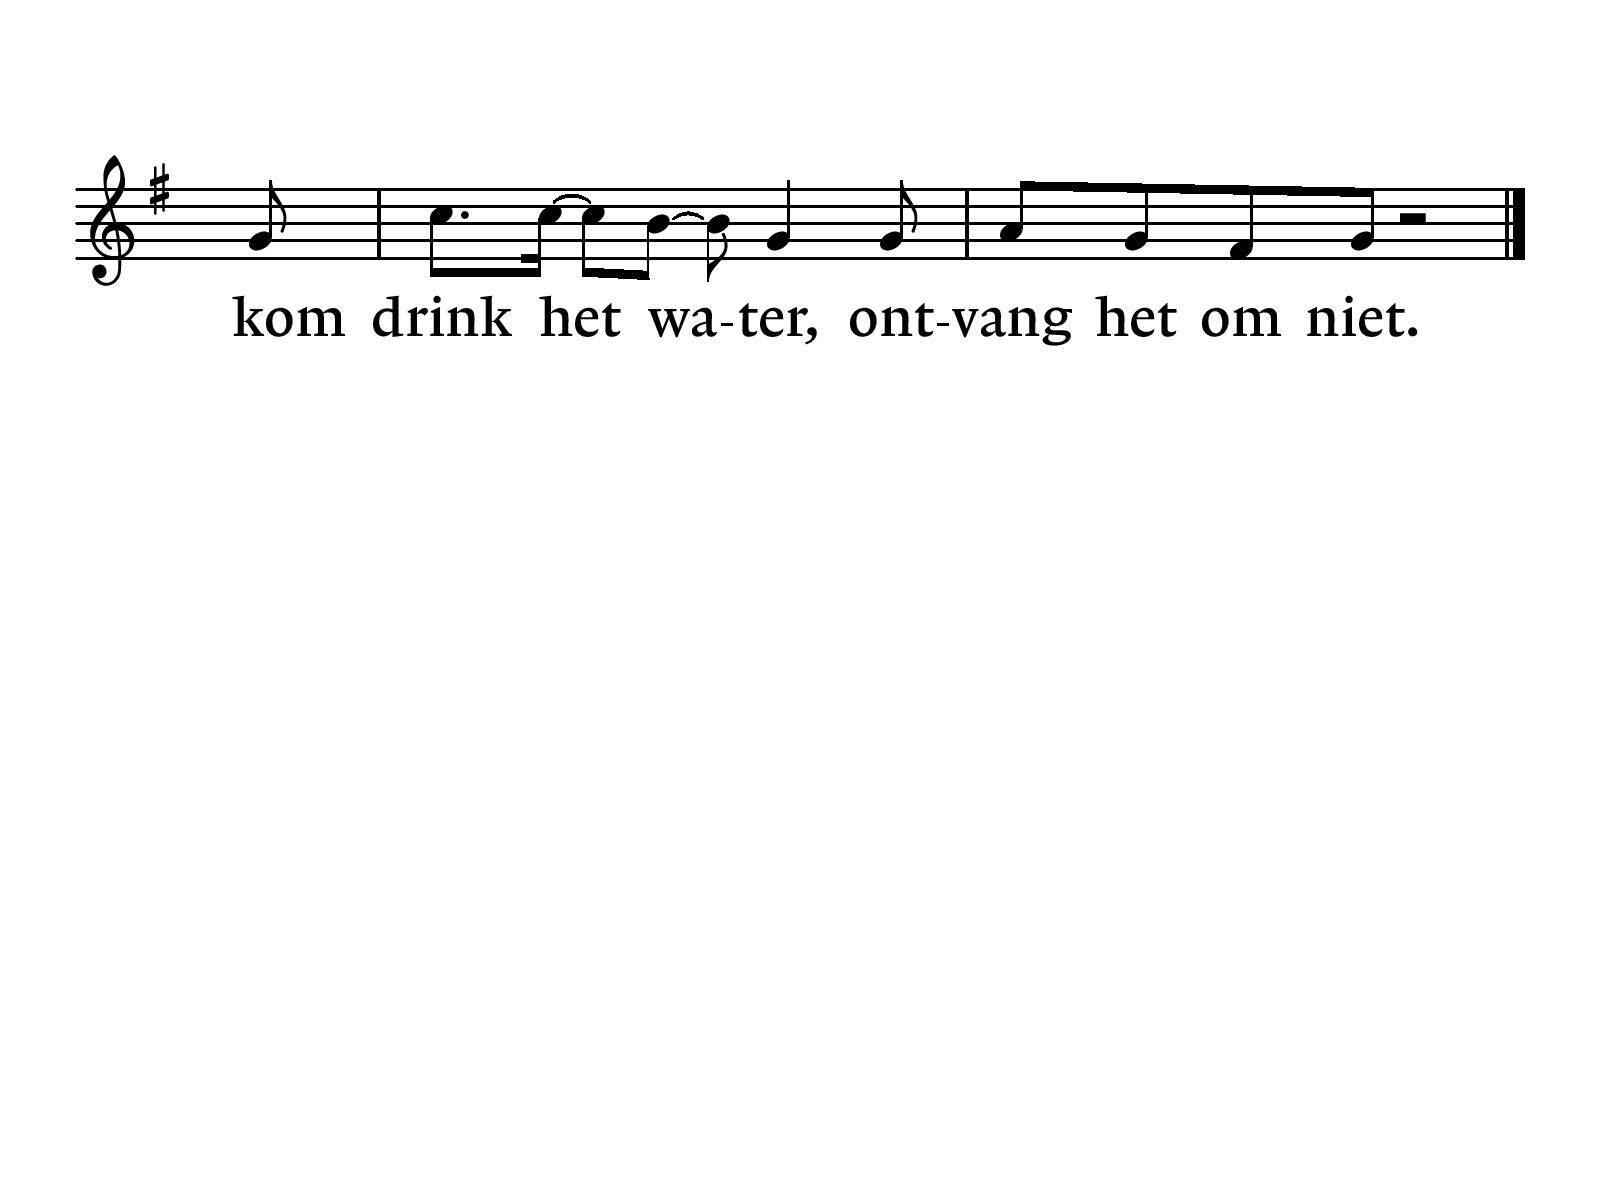 kom drink het wa-ter, ont-vang het om niet.